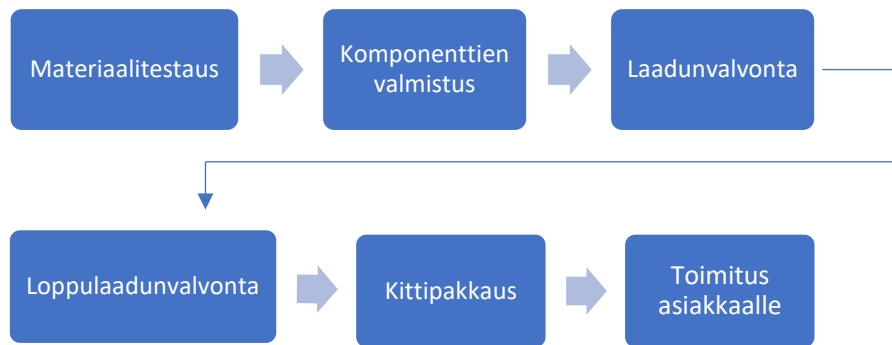 Materiaalitestaus
Komponenttien
valmistus
Laadunvalvonta
Loppulaadunvalvonta
Kittipakkaus
Toimitus
asiakkaalle